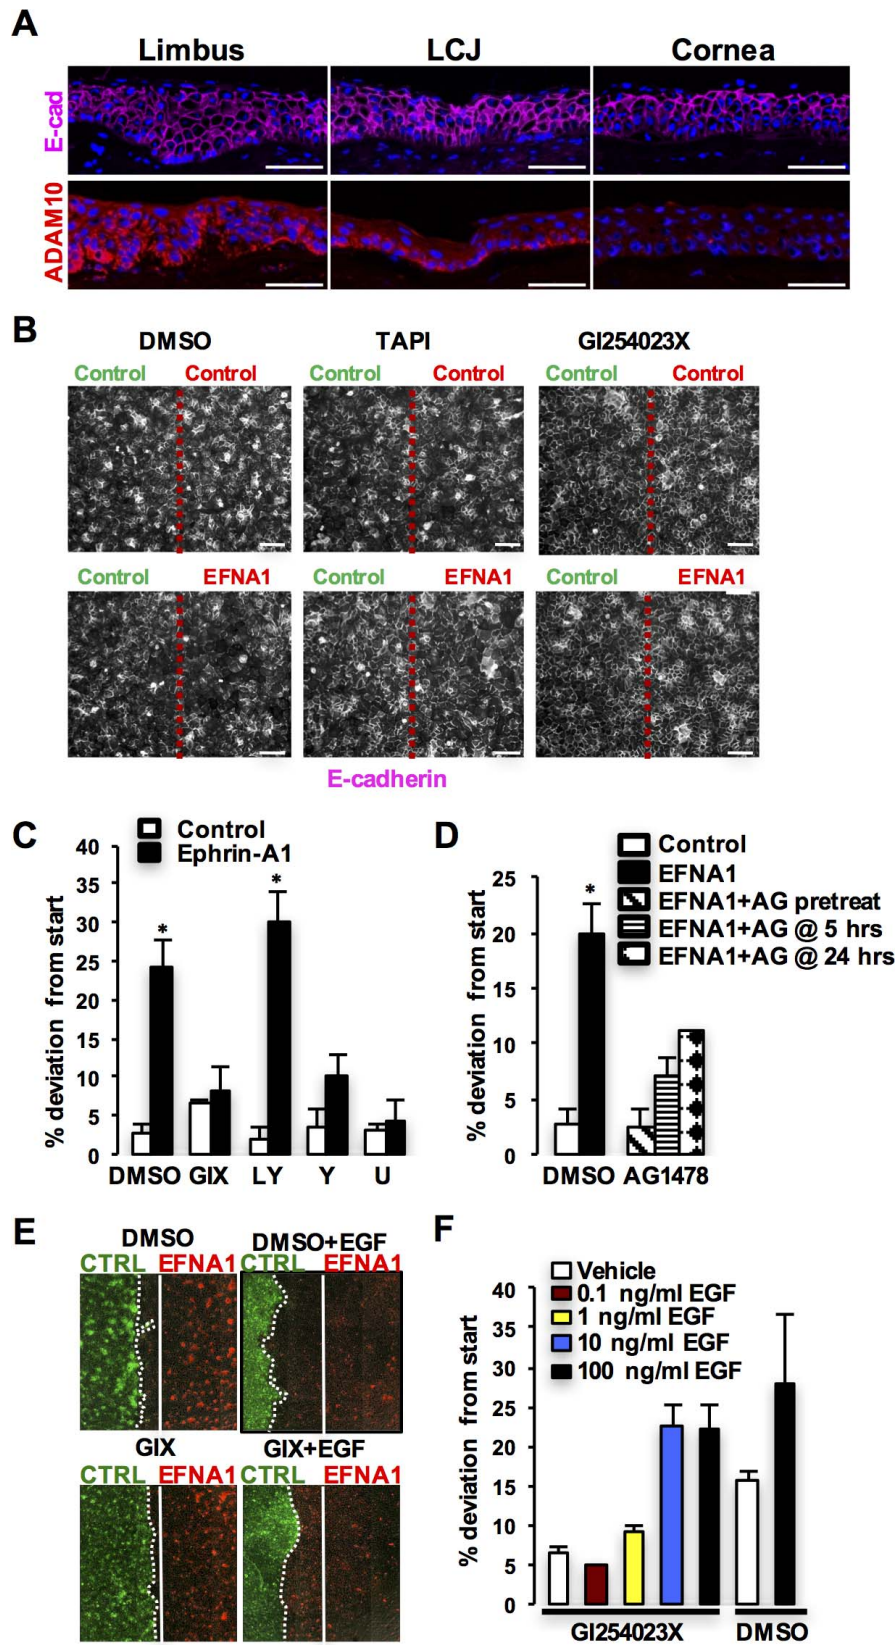 A
Limbus LCJ Cornea
E-cad
ADAM10
B
DMSO TAPI GI254023X
Control Control Control Control Control Control
Control EFNA1 Control EFNA1 Control EFNA1
E-cadherin
C
Control
Ephrin-A1
% deviation from start
40
35
30
25
20
15
10
5
0
*
*
DMSO GIX LY Y U
D
Control
EFNA1
EFNA1+AG pretreat
EFNA1+AG @ 5 hrs
EFNA1+AG @ 24 hrs
% deviation from start
25
20
15
10
5
0
*
DMSO AG1478
E
DMSO DMSO+EGF
CTRL EFNA1 CTRL EFNA1
GIX GIX+EGF
CTRL EFNA1 CTRL EFNA1
F
Vehicle
0.1 ng/ml EGF
1 ng/ml EGF
10 ng/ml EGF
100 ng/ml EGF
% deviation from start
40
35
30
25
20
15
10
5
0
GI254023X DMSO